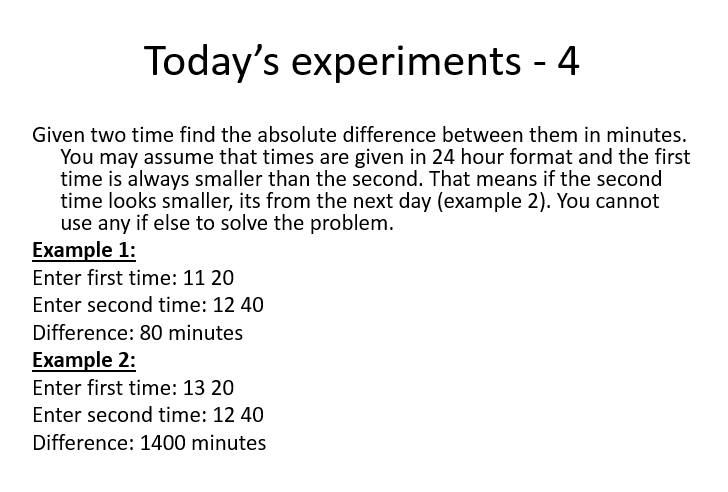 Today’s experiments - 4
Given two time find the absolute difference between them in minutes.
You may assume that times are given in 24 hour format and the first
time is always smaller than the second. That means if the second
time looks smaller, its from the next day (example 2). You cannot
use any if else to solve the problem.
Example 1:
Enter first time: 11 20
Enter second time: 12 40
Difference: 80 minutes
Example 2:
Enter first time: 13 20
Enter second time: 12 40
Difference: 1400 minutes